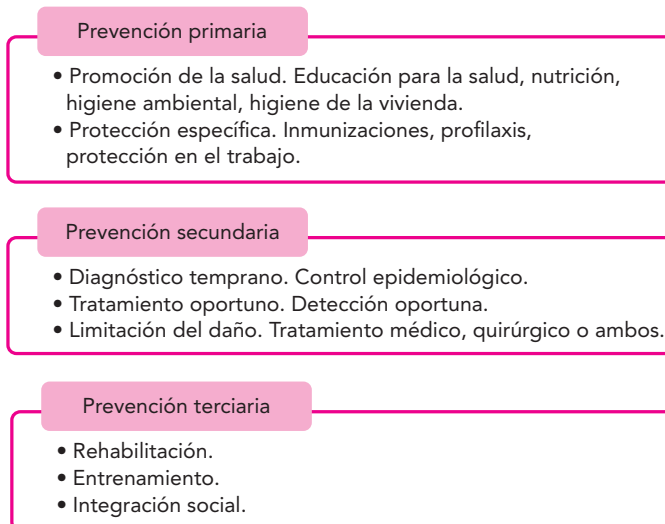 Prevención primaria
• Promoción de la salud. Educación para la salud, nutrición,
higiene ambiental, higiene de la vivienda.
• Protección específica. Inmunizaciones, profilaxis,
protección en el trabajo.
Prevención secundaria
• Diagnóstico temprano. Control epidemiológico.
• Tratamiento oportuno. Detección oportuna.
• Limitación del daño. Tratamiento médico, quirúrgico o ambos.
Prevención terciaria
• Rehabilitación.
• Entrenamiento.
• Integración social.